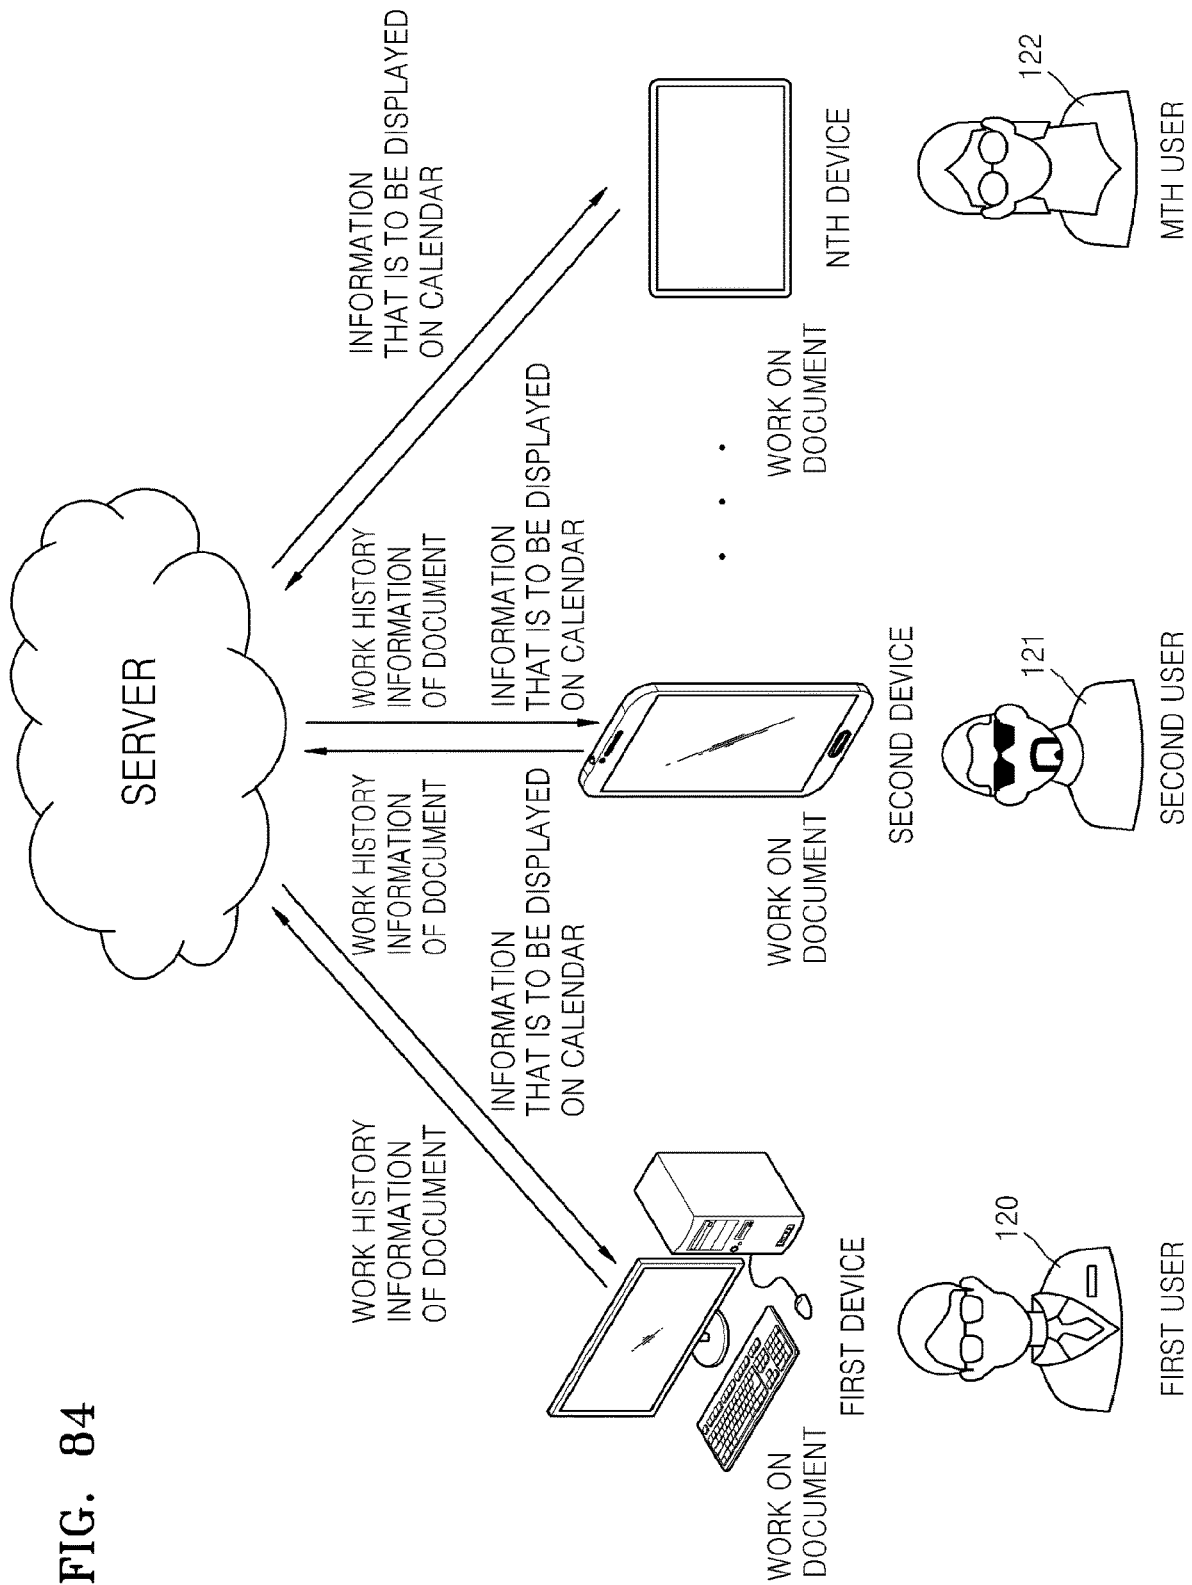 FIG. 84
SERVER
WORK HISTORY
INFORMATION
OF DOCUMENT
WORK HISTORY
INFORMATION
OF DOCUMENT
WORK HISTORY
INFORMATION
OF DOCUMENT
INFORMATION
THAT IS TO BE DISPLAYED
ON CALENDAR
INFORMATION
THAT IS TO BE DISPLAYED
ON CALENDAR
INFORMATION
THAT IS TO BE DISPLAYED
ON CALENDAR
WORK ON
DOCUMENT
WORK ON
DOCUMENT
WORK ON
DOCUMENT
FIRST DEVICE
SECOND DEVICE
NTH DEVICE
120
121
122
FIRST USER
SECOND USER
MTH USER